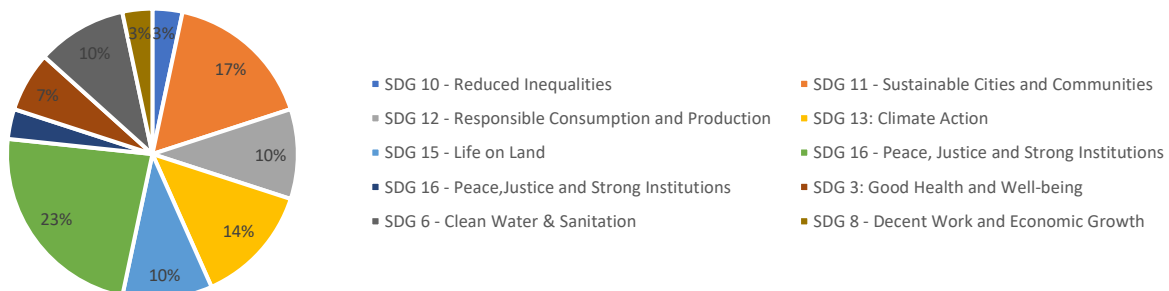 3%
3%
17%
10%
7%
10%
23%
14%
10%
SDG 10 - Reduced Inequalities
SDG 11 - Sustainable Cities and Communities
SDG 12 - Responsible Consumption and Production
SDG 13: Climate Action
SDG 15 - Life on Land
SDG 16 - Peace, Justice and Strong Institutions
SDG 16 - Peace,Justice and Strong Institutions
SDG 3: Good Health and Well-being
SDG 6 - Clean Water & Sanitation
SDG 8 - Decent Work and Economic Growth